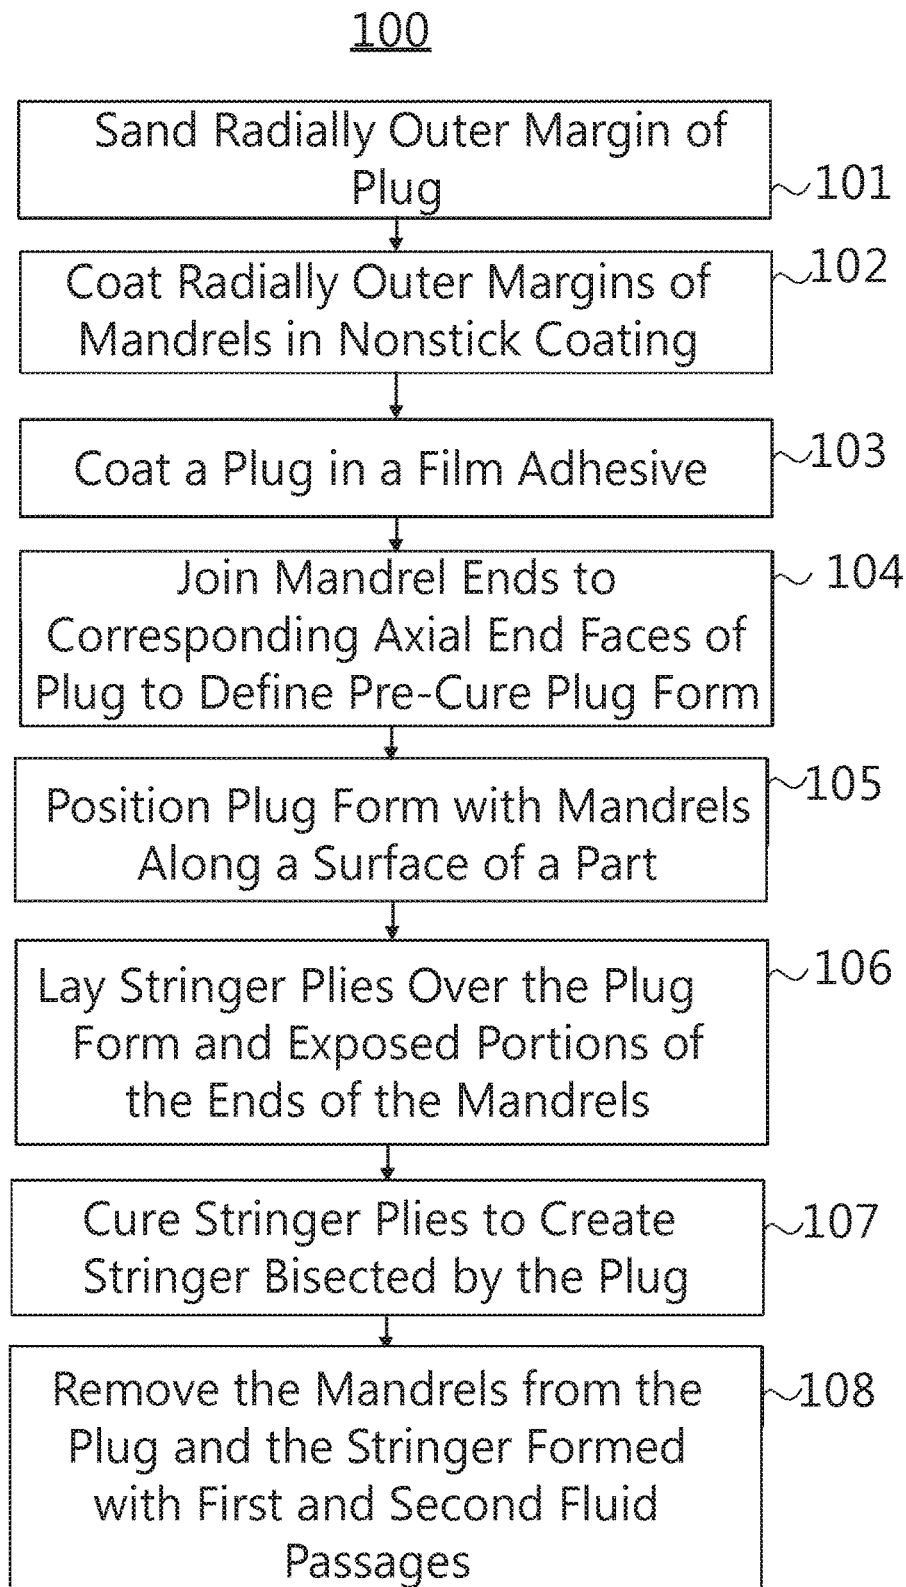 100
Sand Radially Outer Margin of
Plug
101
Coat Radially Outer Margins of
Mandrels in Nonstick Coating
102
Coat a Plug in a Film Adhesive
103
Join Mandrel Ends to
Corresponding Axial End Faces of
Plug to Define Pre-Cure Plug Form
104
Position Plug Form with Mandrels
Along a Surface of a Part
105
Lay Stringer Plies Over the Plug
Form and Exposed Portions of
the Ends of the Mandrels
106
Cure Stringer Plies to Create
Stringer Bisected by the Plug
107
Remove the Mandrels from the
Plug and the Stringer Formed
with First and Second Fluid
Passages
108